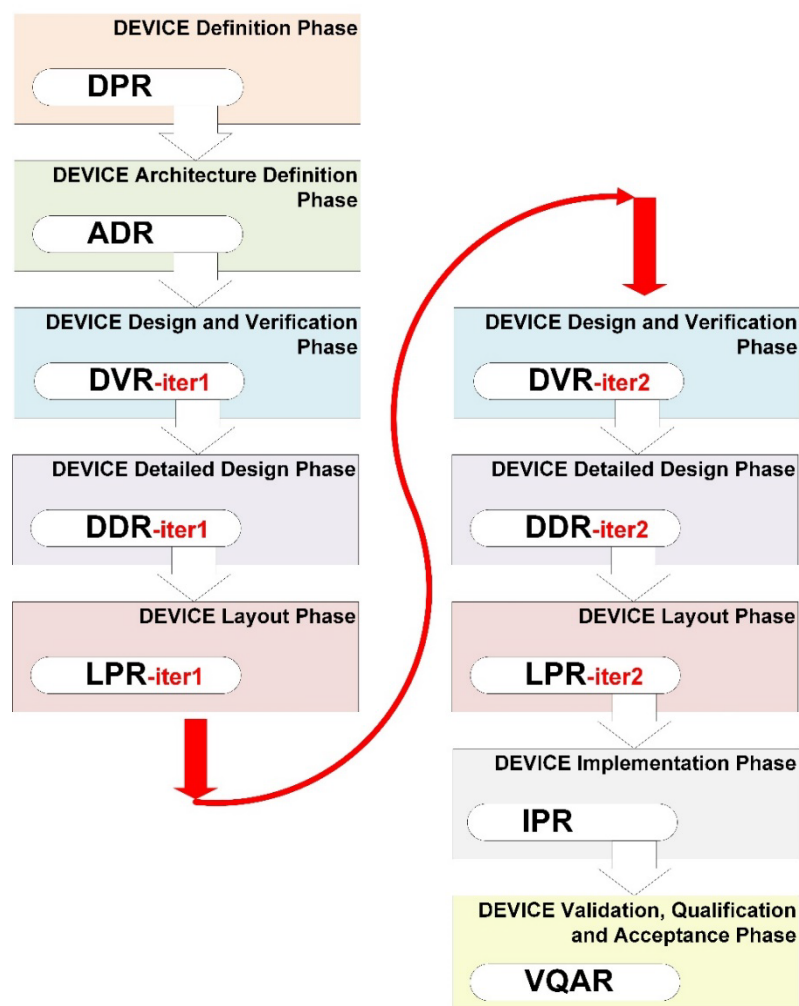 DEVICE Definition Phase
DPR
DEVICE Architecture Definition
Phase
ADR
DEVICE Design and Verification
Phase
DVR-iter1
DEVICE Detailed Design Phase
DDR-iter1
DEVICE Layout Phase
LPR-iter1
DEVICE Design and Verification
Phase
DVR-iter2
DEVICE Detailed Design Phase
DDR-iter2
DEVICE Layout Phase
LPR-iter2
DEVICE Implementation Phase
IPR
DEVICE Validation, Qualification
and Acceptance Phase
VQAR